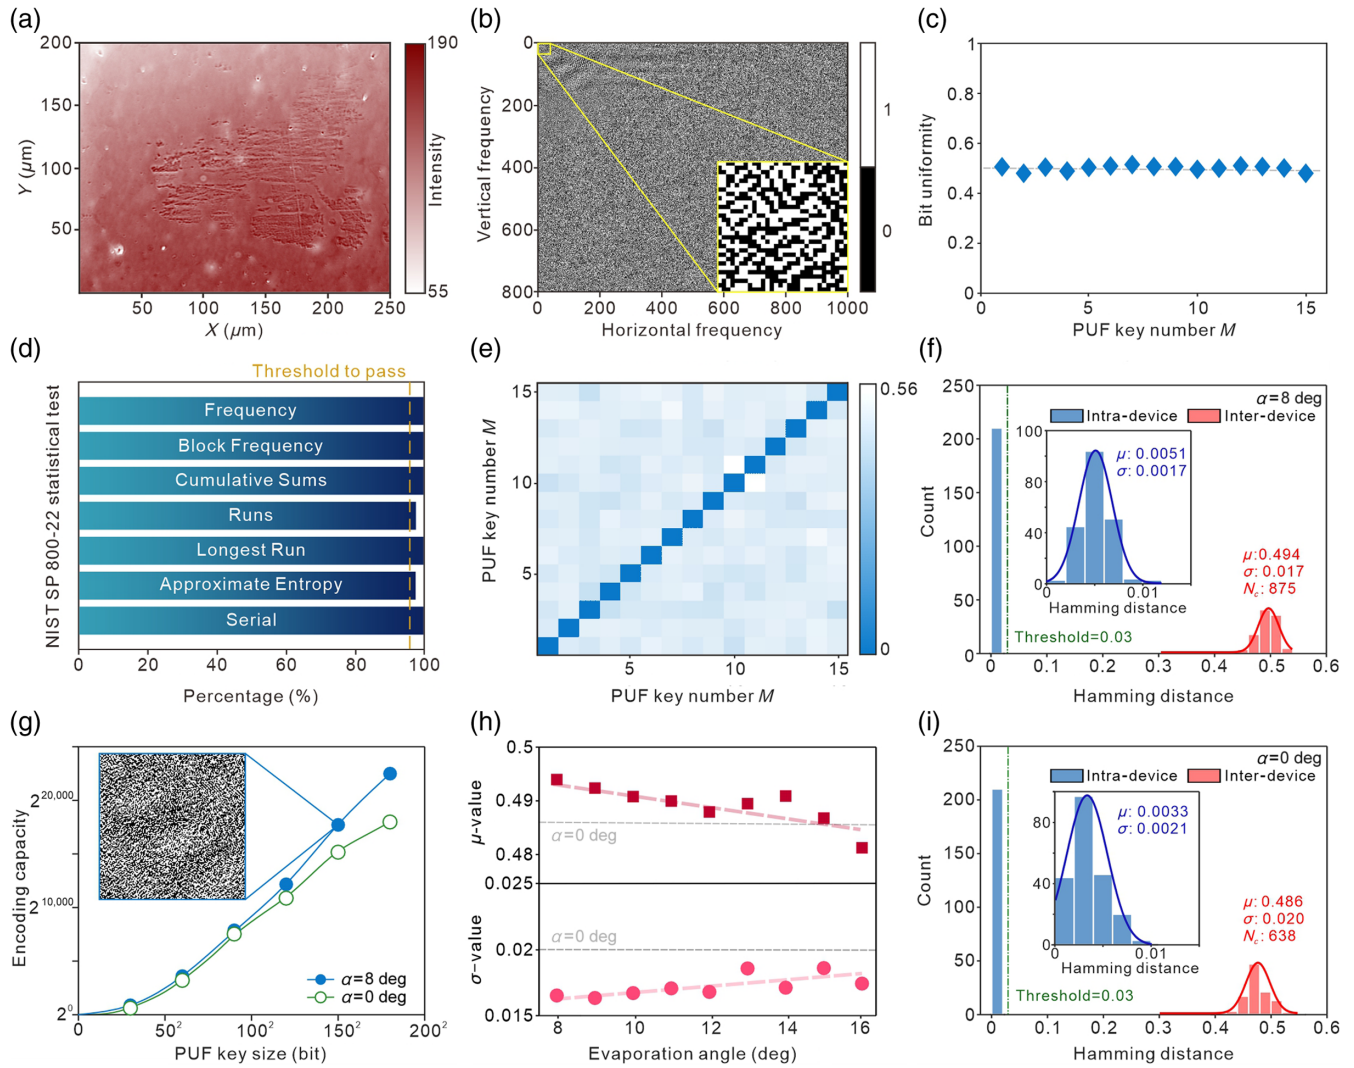 (a)
200
150
100
50
Y (µm)
50
100
150
200
250
X (µm)
190
Intensity
55
(b)
0
200
400
600
800
Vertical frequency
0
200
400
600
800
1000
Horizontal frequency
1
0
(c)
1
0.8
0.6
0.4
0.2
0
Bit uniformity
0
5
10
15
PUF key number M
(d)
Threshold to pass
NIST SP 800-22 statistical test
Frequency
Block Frequency
Cumulative Sums
Runs
Longest Run
Approximate Entropy
Serial
0
20
40
60
80
100
Percentage (%)
(e)
15
10
5
PUF key number M
5
10
15
PUF key number M
0.56
0
(f)
250
200
150
100
50
0
Count
α=8 deg
Intra-device
Inter-device
100
80
40
0
µ: 0.0051
σ: 0.0017
0
0.01
Hamming distance
µ:0.494
σ: 0.017
Nc: 875
Threshold=0.03
0
0.1
0.2
0.3
0.4
0.5
0.6
Hamming distance
(g)
2^20,000
2^10,000
2^0
Encoding capacity
α=8 deg
α=0 deg
0
50²
100²
150²
200²
PUF key size (bit)
(h)
0.5
0.49
0.48
µ-value
α=0 deg
0.025
0.02
0.015
σ-value
α=0 deg
8
10
12
14
16
Evaporation angle (deg)
(i)
250
200
150
100
50
0
Count
α=0 deg
Intra-device
Inter-device
80
40
0
µ: 0.0033
σ: 0.0021
0
0.01
Hamming distance
µ: 0.486
σ: 0.020
Nc: 638
Threshold=0.03
0
0.1
0.2
0.3
0.4
0.5
0.6
Hamming distance